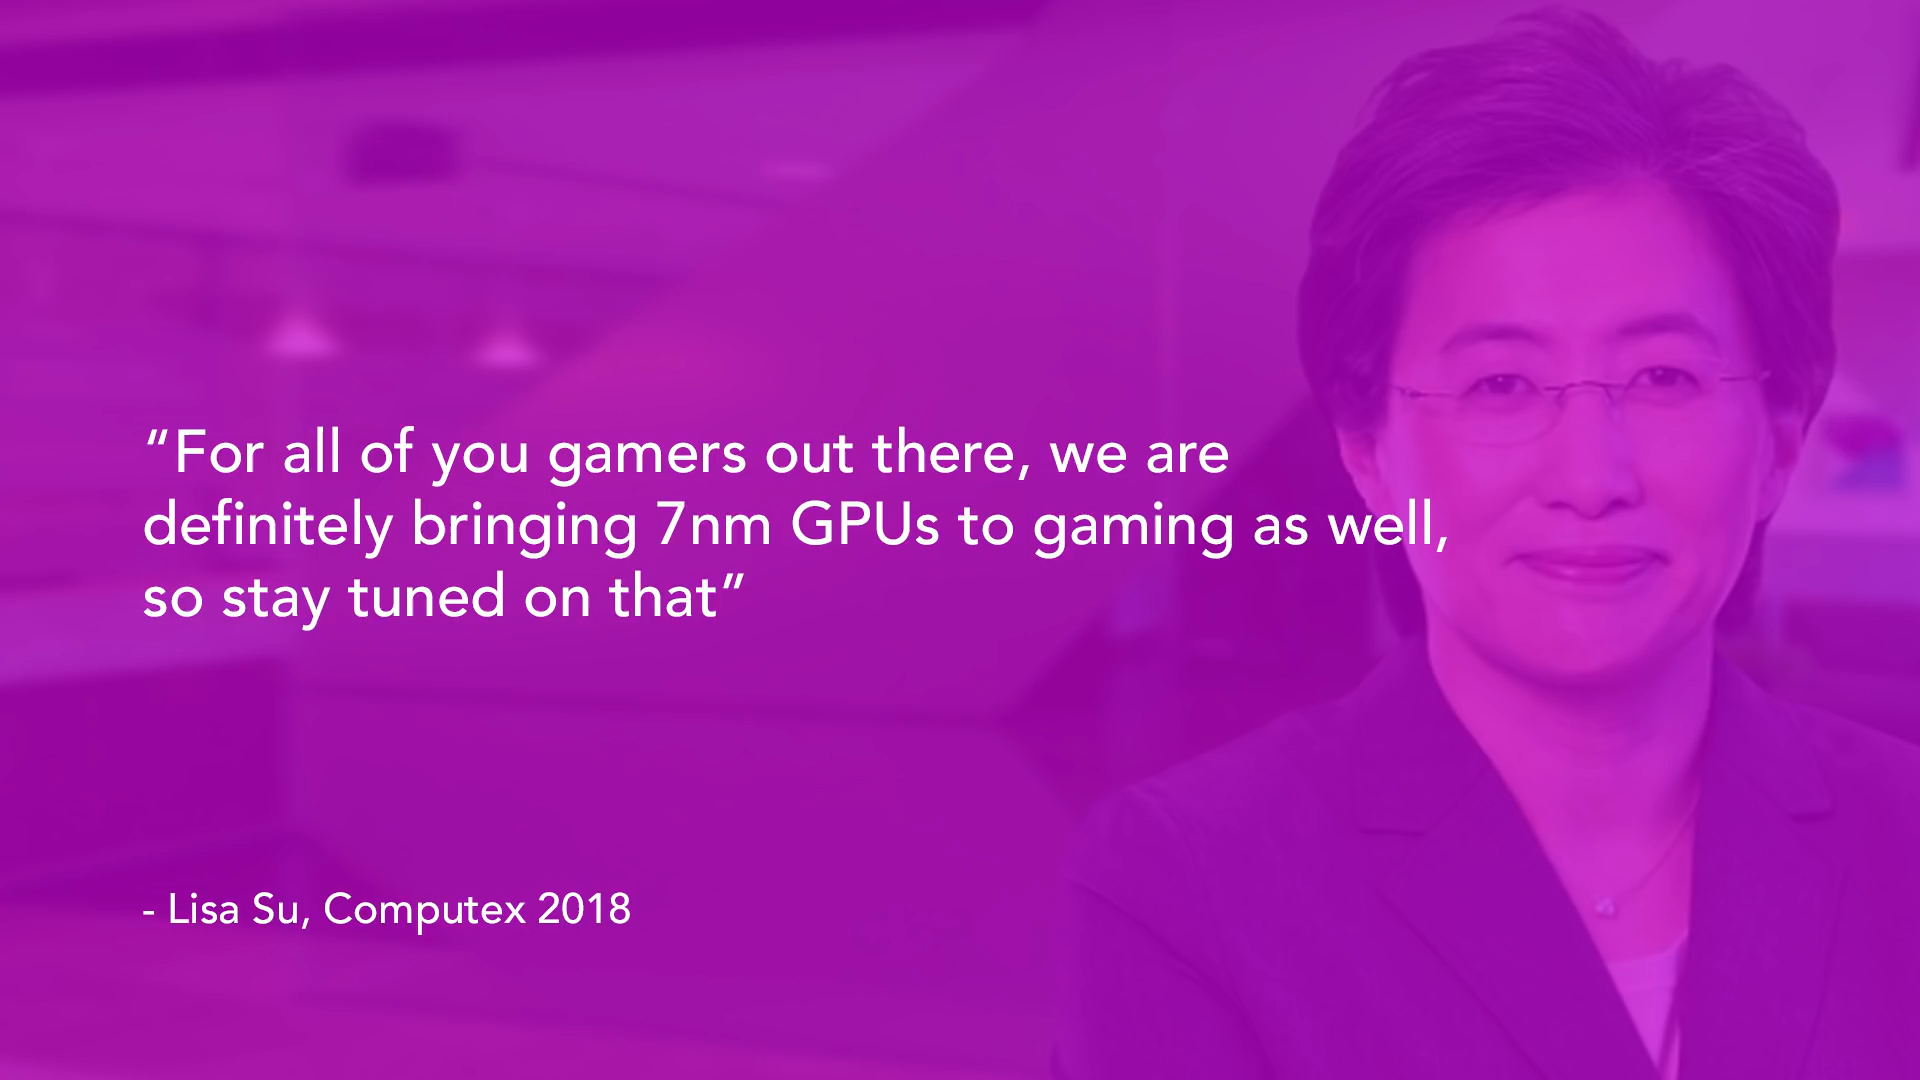 “For all of you gamers out there, we are
definitely bringing 7nm GPUs to gaming as well,
so stay tuned on that”
- Lisa Su, Computex 2018